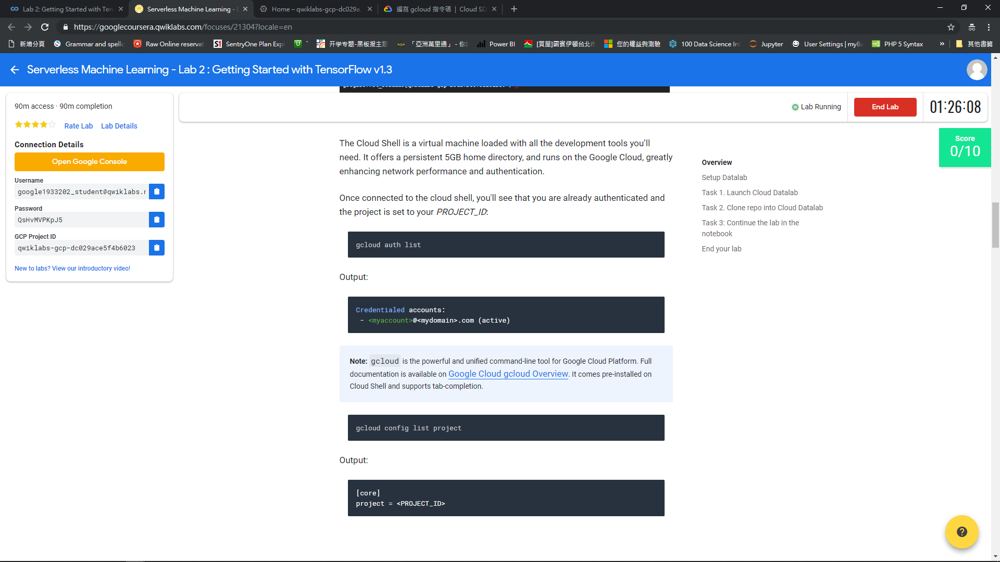 Lab 2: Getting Started with Ten
Serverless Machine Learning - L
Home – qwiklabs-gcp-dc029a
編寫 gcloud 指令碼 | Cloud SD
https://googlecoursera.qwiklabs.com/focuses/21304?locale=en
新增分頁
Grammar and spell
Raw Online reserva
SentryOne Plan Exp
开学专题-黑板报主题
「亞洲萬里通」 - 你
Power BI
[買屋]國賓伊頓台北市
您的權益與測驗
100 Data Science In
Jupyter
User Settings | myB
PHP 5 Syntax
»
其他書籤
Serverless Machine Learning - Lab 2 : Getting Started with TensorFlow v1.3
90m access · 90m completion
Rate Lab
Lab Details
Connection Details
Open Google Console
Username
google1933202_student@qwiklabs.n
Password
QsHvMVPKpJ5
GCP Project ID
qwiklabs-gcp-dc029ace5f4b6023
New to labs? View our introductory video!
Lab Running
End Lab
01:26:08
Score
0/10
The Cloud Shell is a virtual machine loaded with all the development tools you’ll
need. It offers a persistent 5GB home directory, and runs on the Google Cloud, greatly
enhancing network performance and authentication.
Once connected to the cloud shell, you'll see that you are already authenticated and
the project is set to your PROJECT_ID:
gcloud auth list
Output:
Credentialed accounts:
- <myaccount>@<mydomain>.com (active)
Note: gcloud is the powerful and unified command-line tool for Google Cloud Platform. Full
documentation is available on Google Cloud gcloud Overview. It comes pre-installed on
Cloud Shell and supports tab-completion.
gcloud config list project
Output:
[core]
project = <PROJECT_ID>
Overview
Setup Datalab
Task 1. Launch Cloud Datalab
Task 2. Clone repo into Cloud Datalab
Task 3: Continue the lab in the
notebook
End your lab